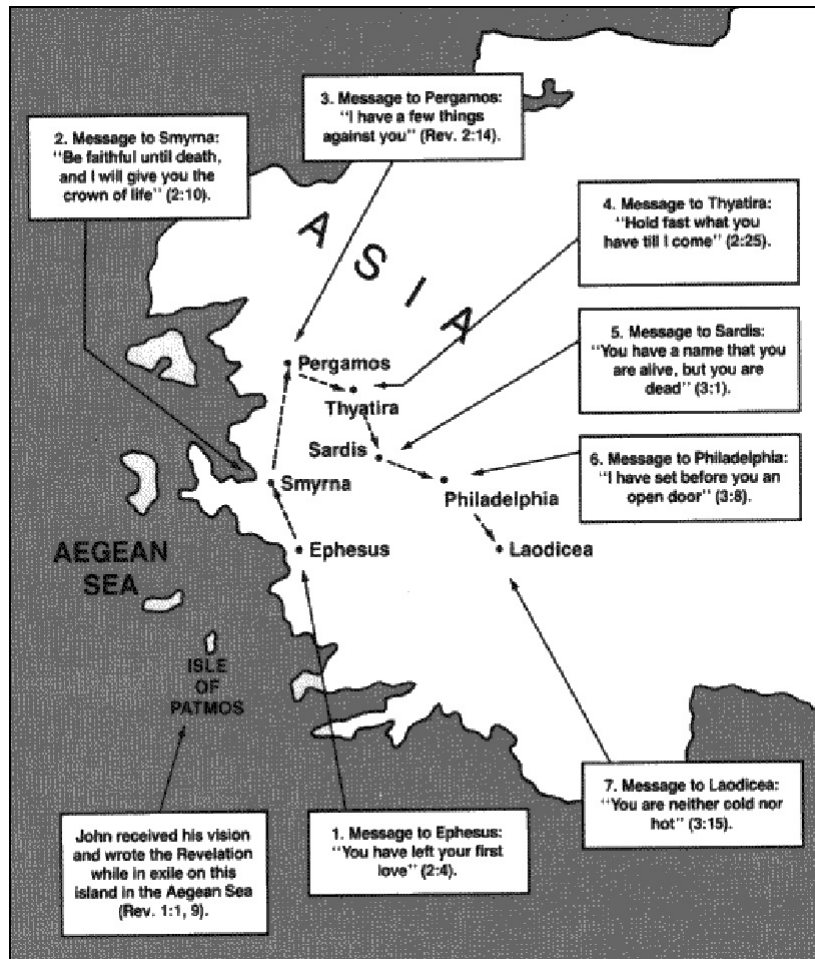 3. Message to Pergamos:
"I have a few things
against you" (Rev. 2:14).
2. Message to Smyrna:
"Be faithful until death,
and I will give you the
crown of life" (2:10).
4. Message to Thyatira:
"Hold fast what you
have till I come" (2:25).
ASIA
5. Message to Sardis:
"You have a name that you
are alive, but you are
dead" (3:1).
Pergamos
Thyatira
Sardis
6. Message to Philadelphia:
"I have set before you an
open door" (3:8).
Smyrna
Philadelphia
Ephesus
Laodicea
AEGEAN
SEA
ISLE
OF
PATMOS
7. Message to Laodicea:
"You are neither cold nor
hot" (3:15).
John received his vision
and wrote the Revelation
while in exile on this
island in the Aegean Sea
(Rev. 1:1, 9).
1. Message to Ephesus:
"You have left your first
love" (2:4).